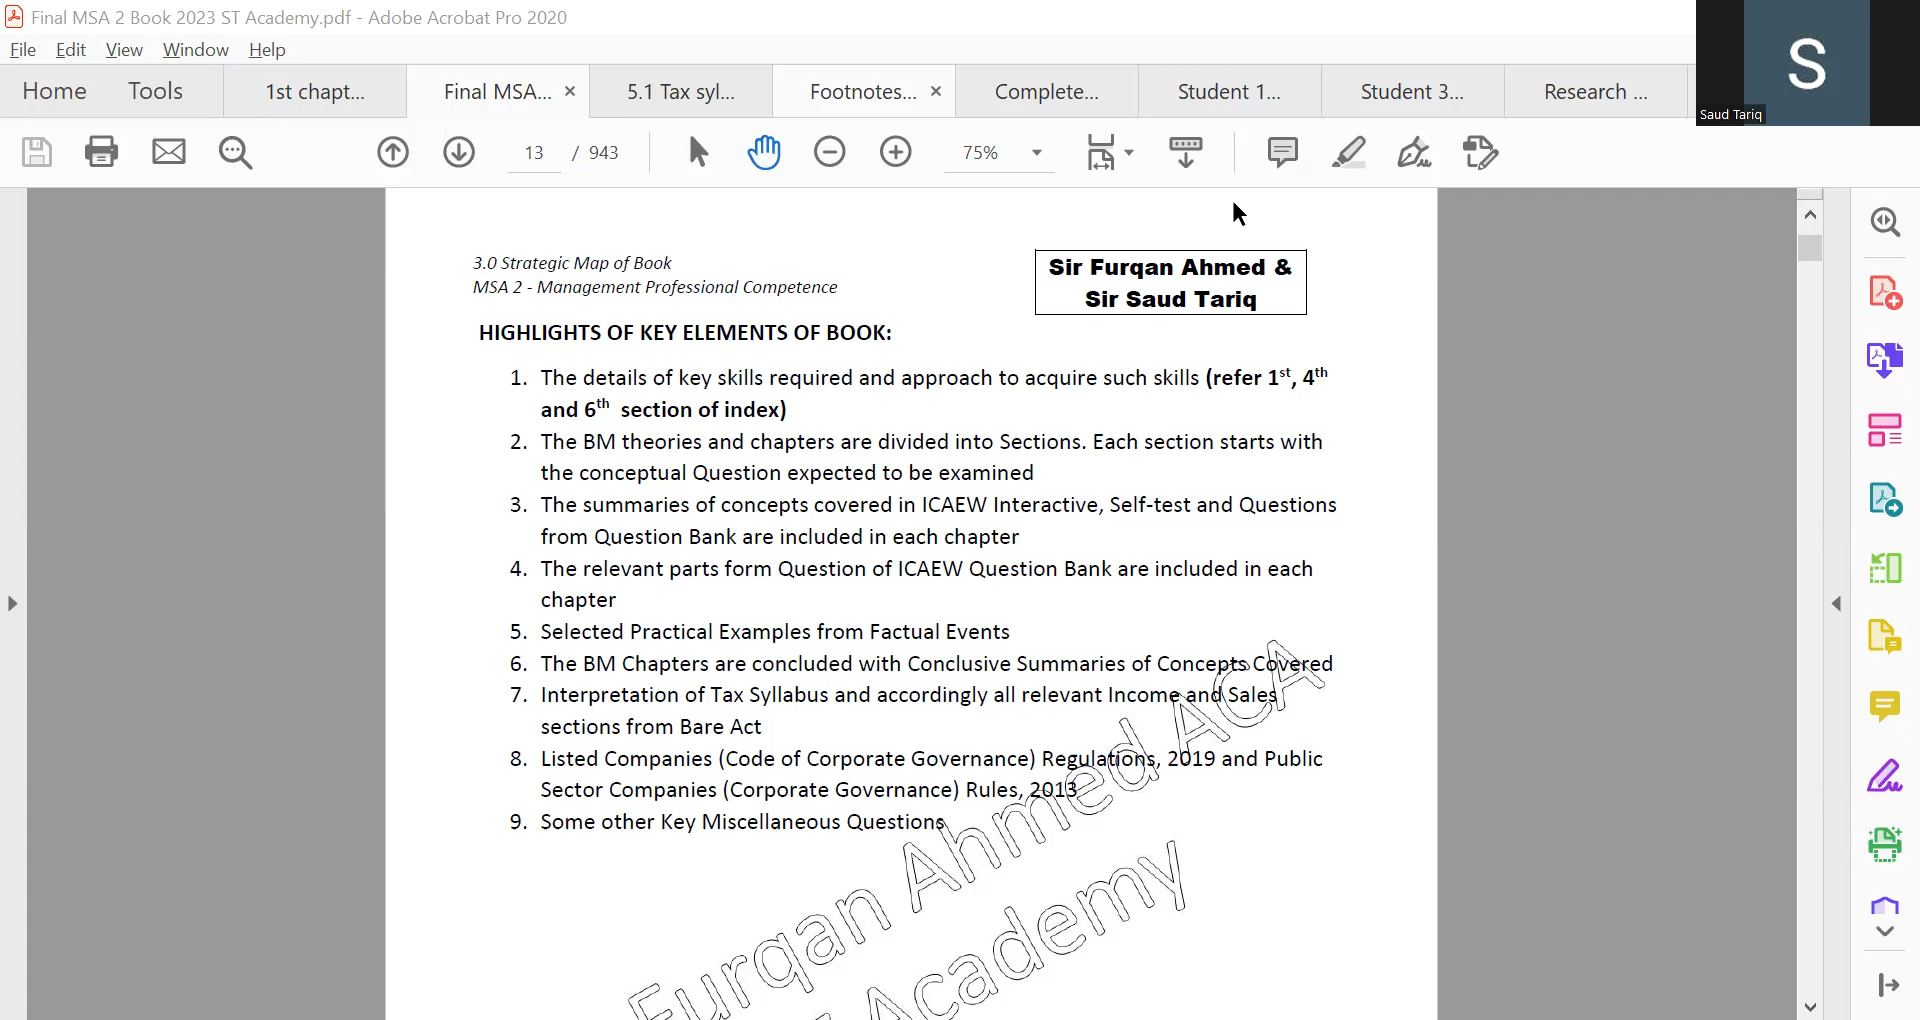 Final MSA 2 Book 2023 ST Academy.pdf - Adobe Acrobat Pro 2020
File Edit View Window Help
Home Tools 1st chapt... Final MSA... × 5.1 Tax syl... Footnotes... × Complete... Student 1... Student 3... Research ...
S
Saud Tariq
13 / 943 75%
3.0 Strategic Map of Book
MSA 2 - Management Professional Competence
Sir Furqan Ahmed &
Sir Saud Tariq
HIGHLIGHTS OF KEY ELEMENTS OF BOOK:
1. The details of key skills required and approach to acquire such skills (refer 1st, 4th
and 6th section of index)
2. The BM theories and chapters are divided into Sections. Each section starts with
the conceptual Question expected to be examined
3. The summaries of concepts covered in ICAEW Interactive, Self-test and Questions
from Question Bank are included in each chapter
4. The relevant parts form Question of ICAEW Question Bank are included in each
chapter
5. Selected Practical Examples from Factual Events
6. The BM Chapters are concluded with Conclusive Summaries of Concepts Covered
7. Interpretation of Tax Syllabus and accordingly all relevant Income and Sales
sections from Bare Act
8. Listed Companies (Code of Corporate Governance) Regulations, 2019 and Public
Sector Companies (Corporate Governance) Rules, 2013
9. Some other Key Miscellaneous Questions
Furqan Ahmed ACA
Academy